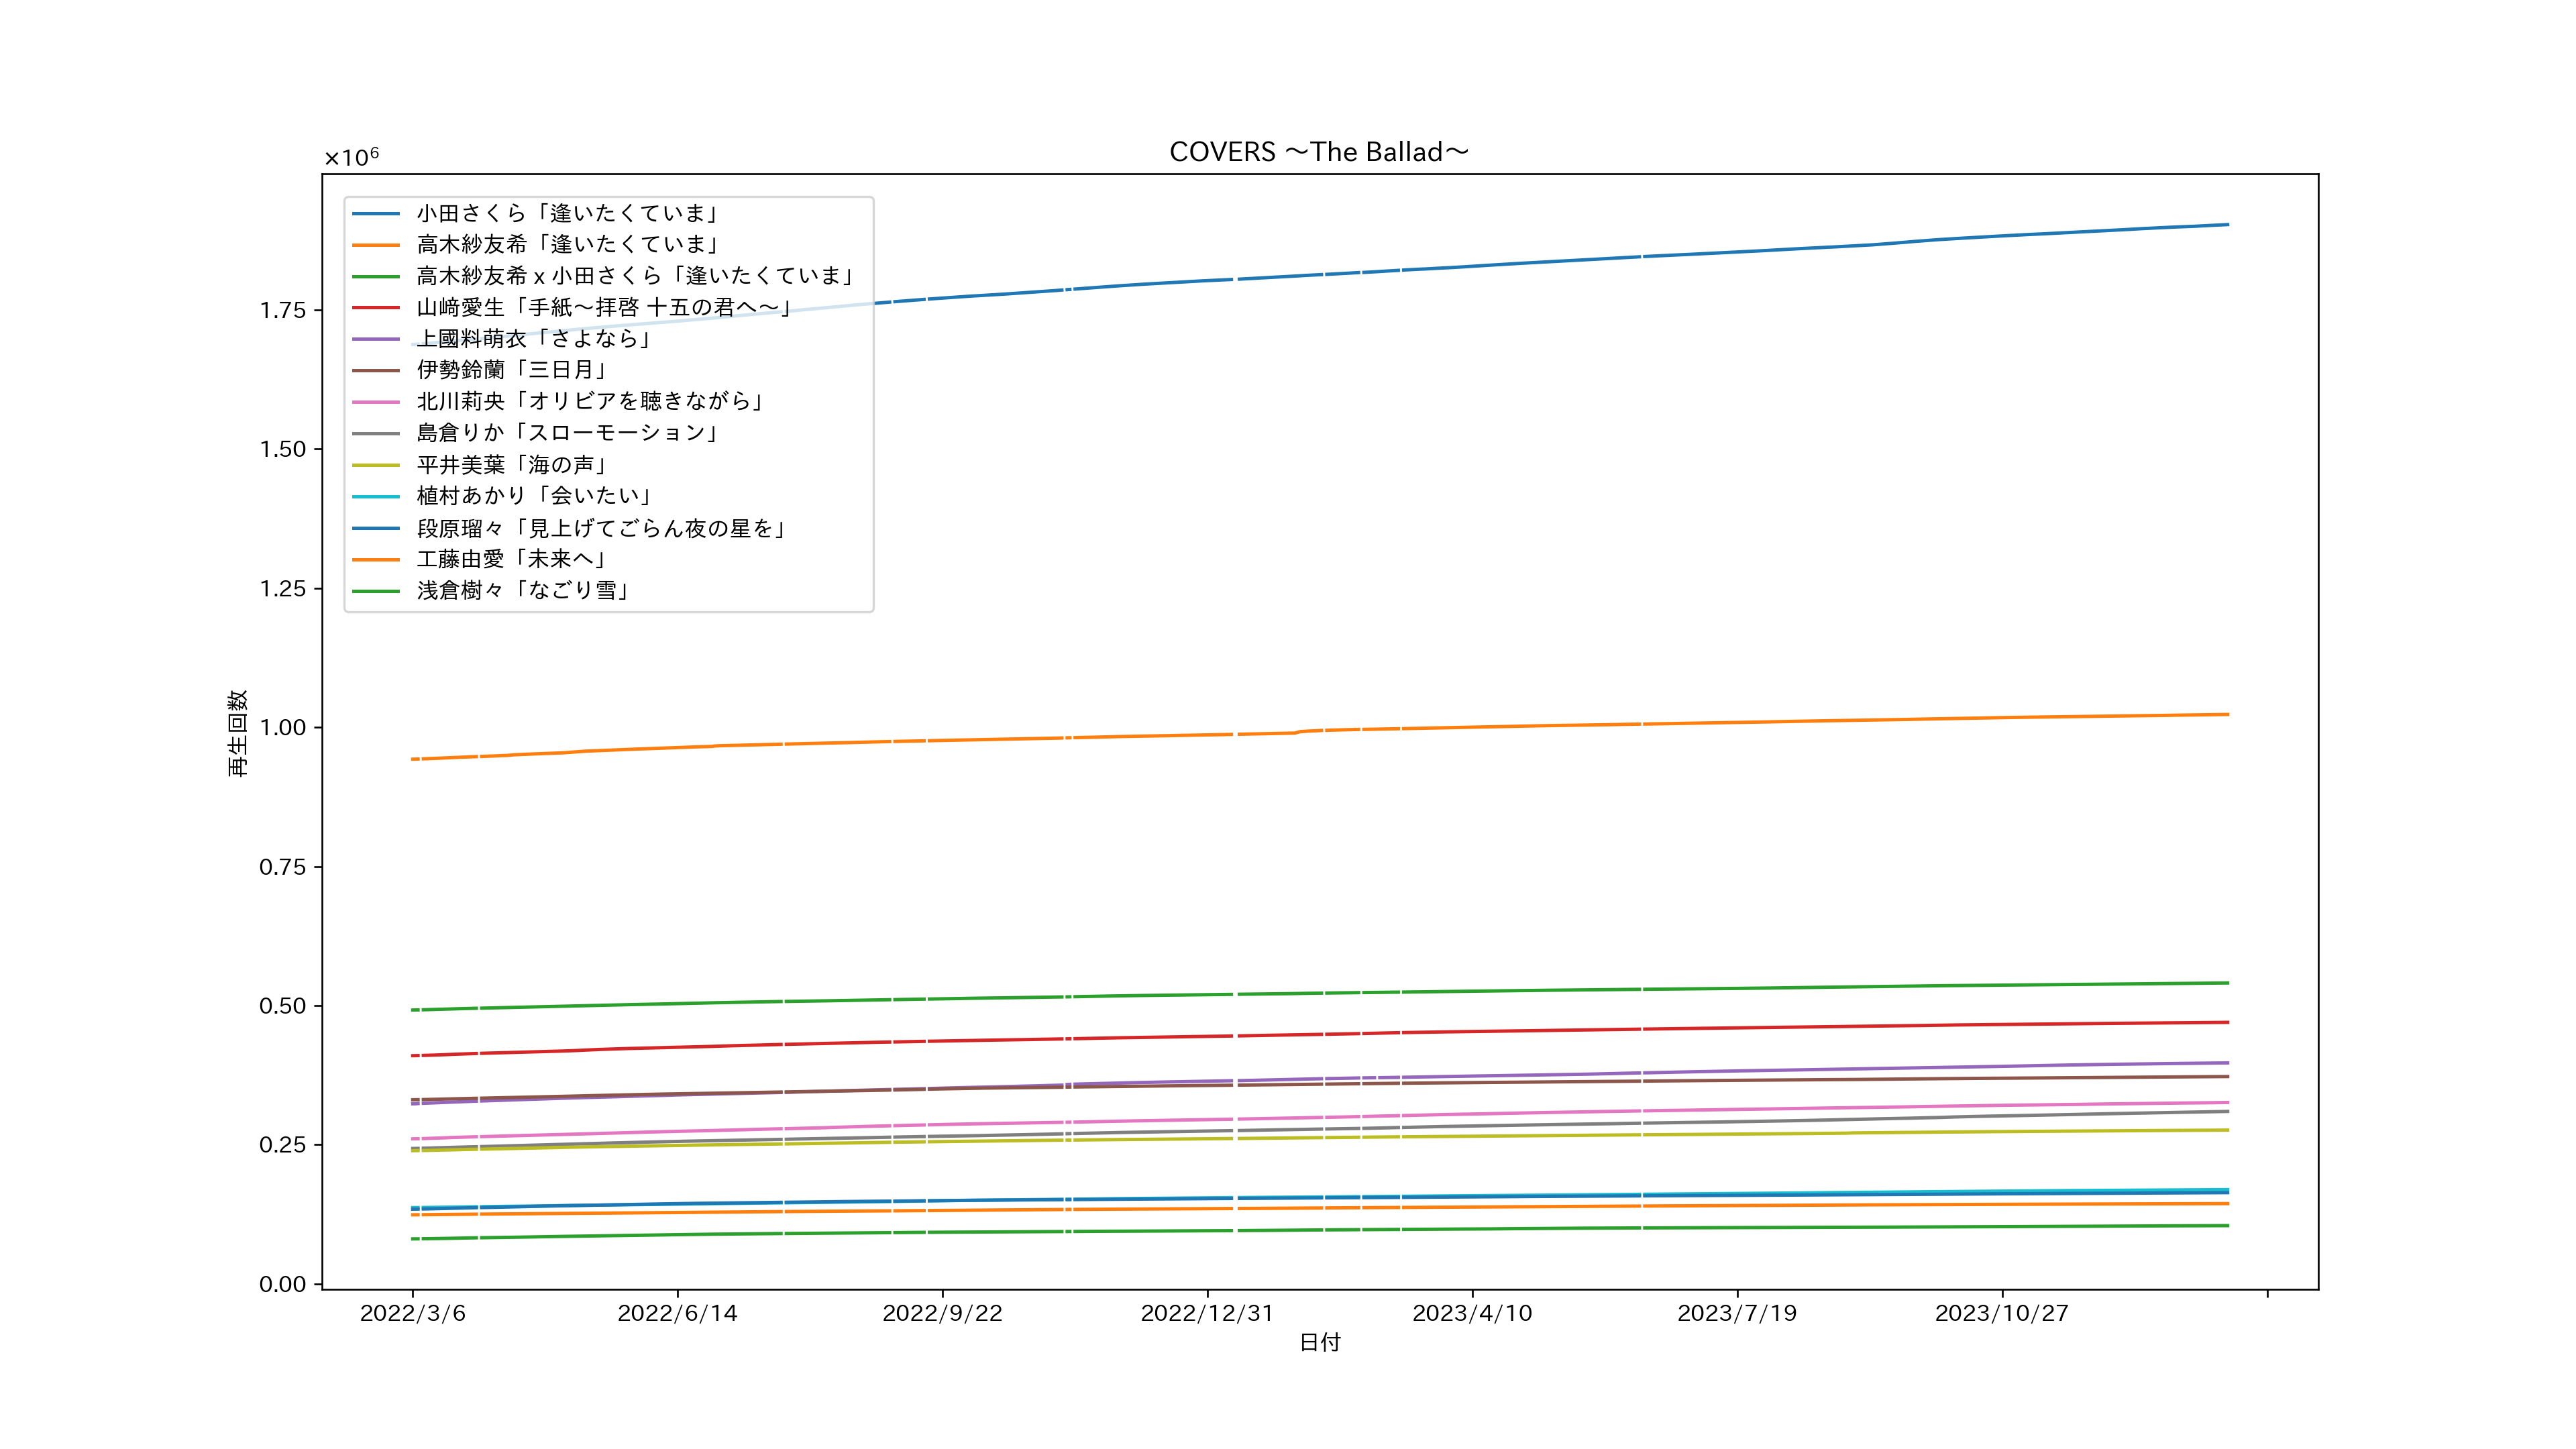 COVERS ～The Ballad～
×10⁶
小田さくら「逢いたくていま」
高木紗友希「逢いたくていま」
高木紗友希 x 小田さくら「逢いたくていま」
山﨑愛生「手紙～拝啓 十五の君へ～」
上國料萌衣「さよなら」
伊勢鈴蘭「三日月」
北川莉央「オリビアを聴きながら」
島倉りか「スローモーション」
平井美葉「海の声」
植村あかり「会いたい」
段原瑠々「見上げてごらん夜の星を」
工藤由愛「未来へ」
浅倉樹々「なごり雪」
1.75
1.50
1.25
1.00
0.75
0.50
0.25
0.00
再生回数
2022/3/6
2022/6/14
2022/9/22
2022/12/31
2023/4/10
2023/7/19
2023/10/27
日付